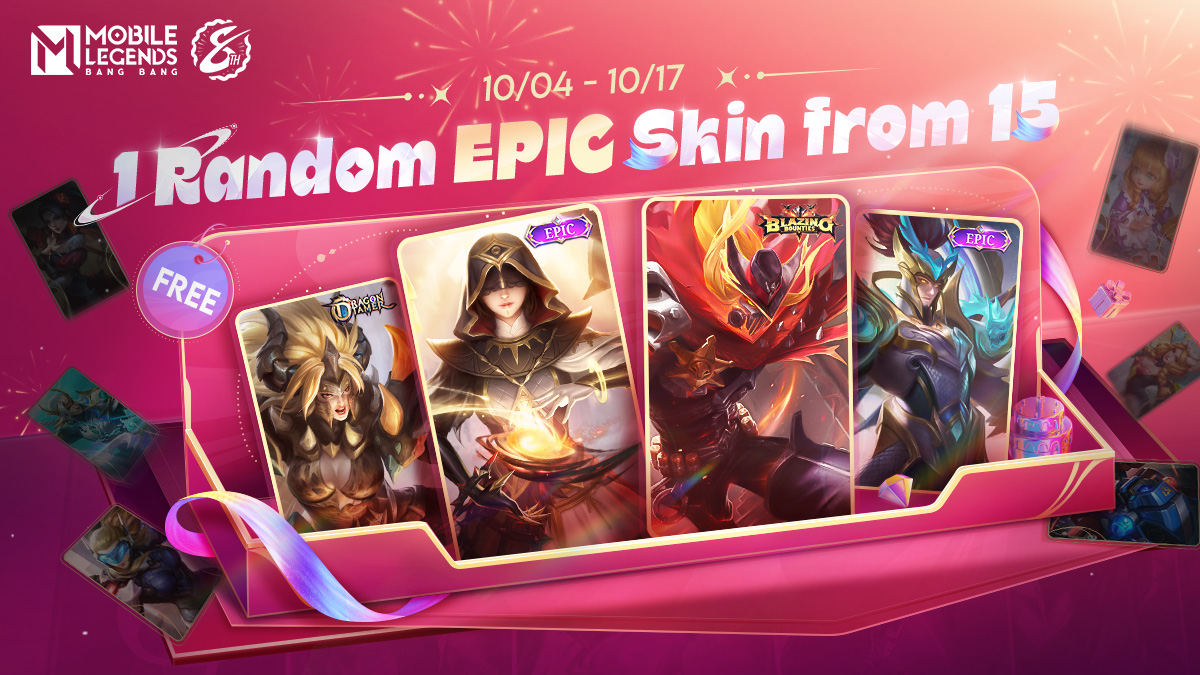 MOBILE
LEGENDS
BANG BANG
8TH
10/04 - 10/17
1 Random EPIC Skin from 15
FREE
DRAGON
TAMER
EPIC
BLAZING
BOUNTIES
EPIC